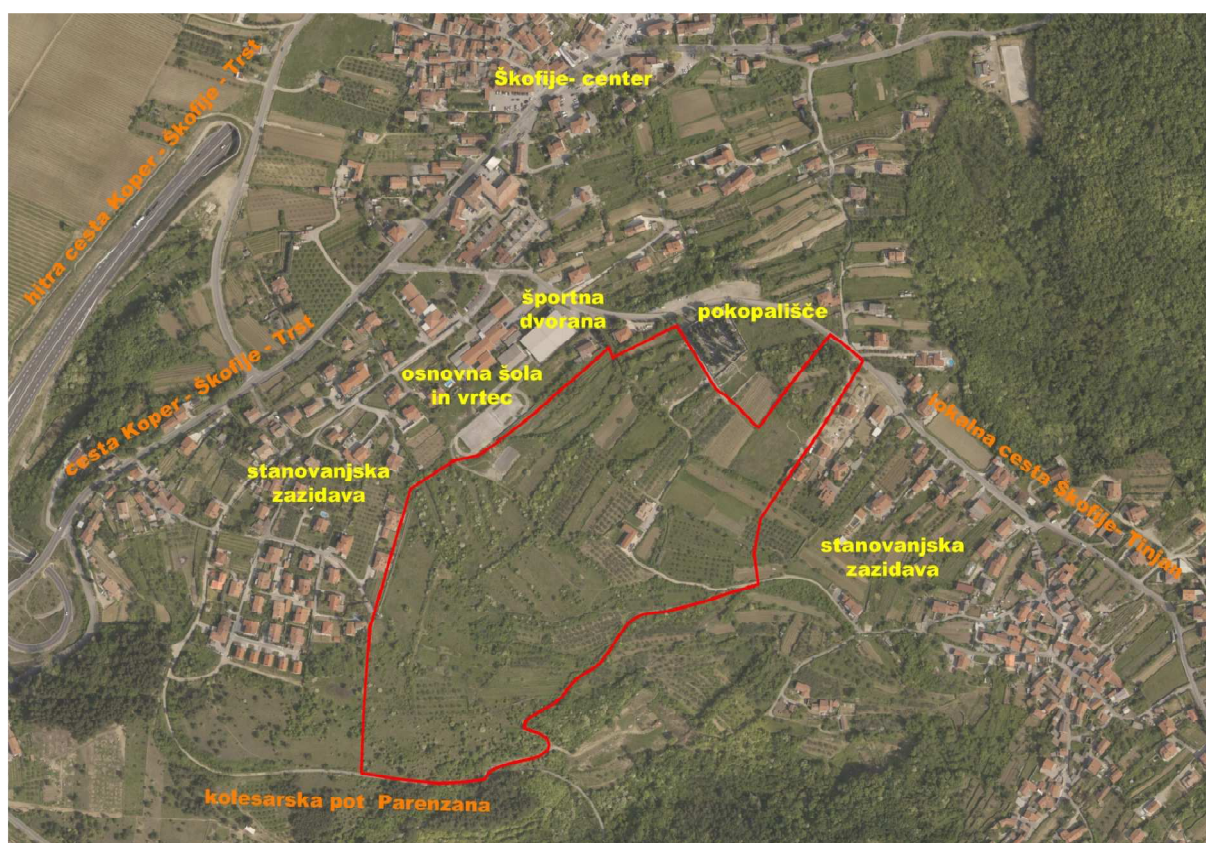 Škofije- center
hitra cesta Koper - Škofije - Trst
športna
dvorana
pokopališče
cesta Koper - Škofije - Trst
osnovna šola
in vrtec
lokalna cesta Škofije- Tinjan
stanovanjska
zazidava
stanovanjska
zazidava
kolesarska pot Parenzana